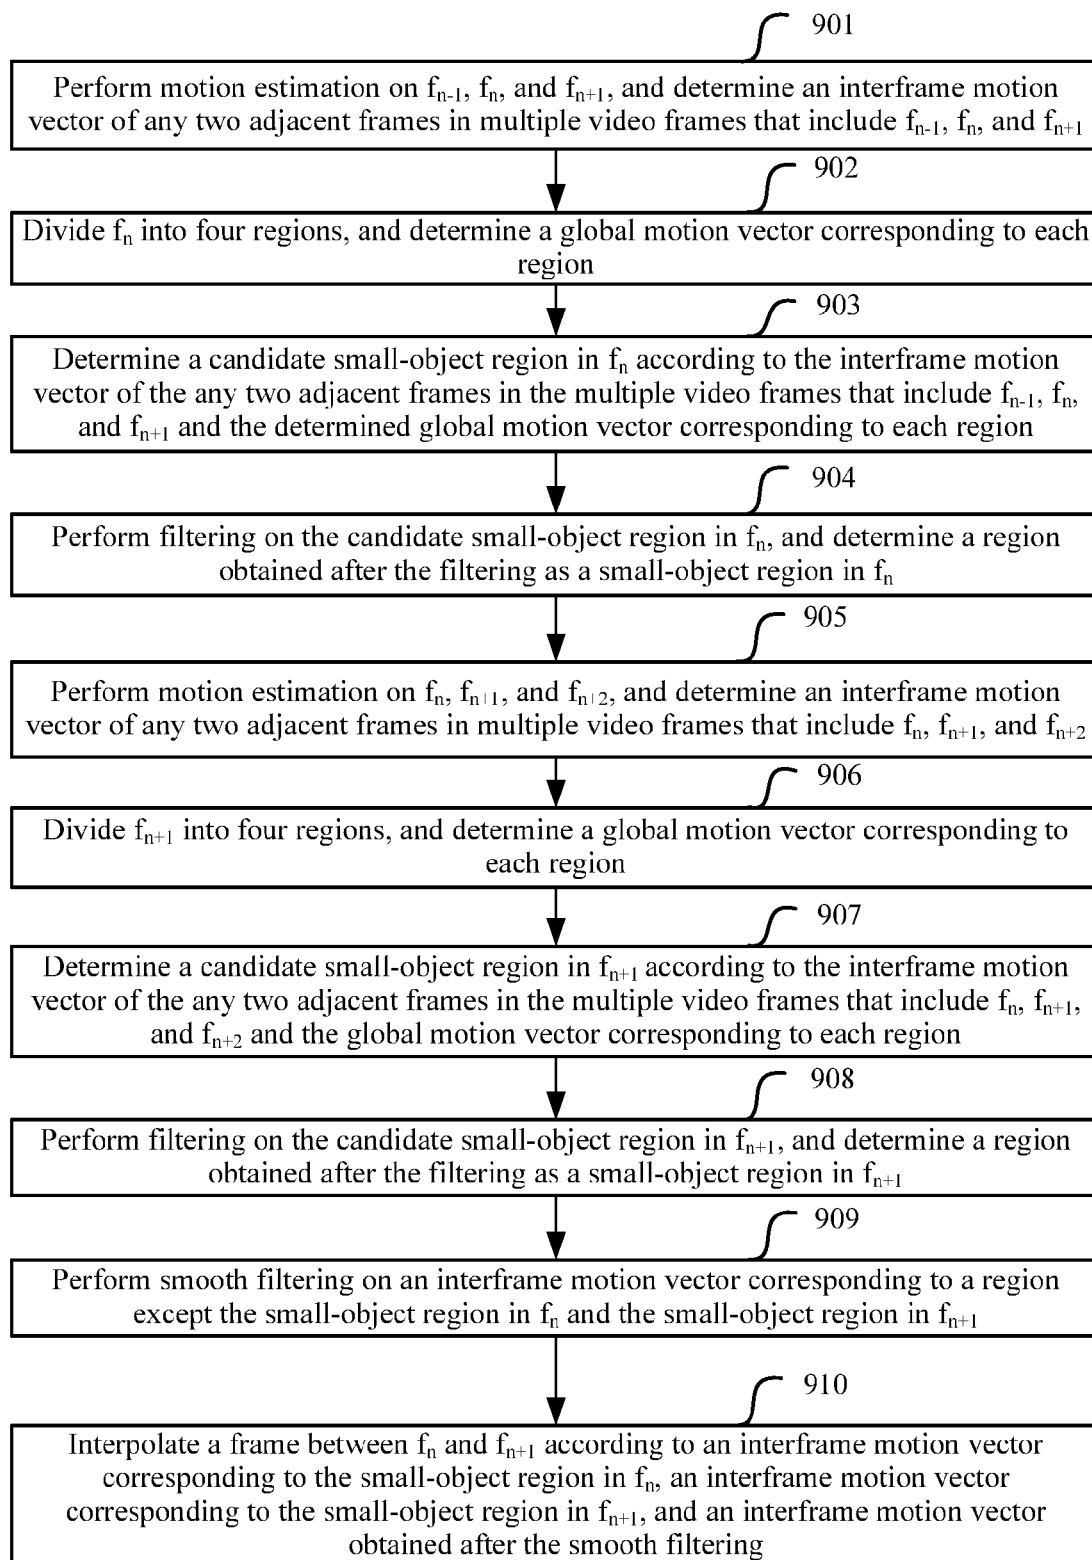 901
Perform motion estimation on fn-1, fn, and fn+1, and determine an interframe motion
vector of any two adjacent frames in multiple video frames that include fn-1, fn, and fn+1
902
Divide fn into four regions, and determine a global motion vector corresponding to each
region
903
Determine a candidate small-object region in fn according to the interframe motion
vector of the any two adjacent frames in the multiple video frames that include fn-1, fn,
and fn+1 and the determined global motion vector corresponding to each region
904
Perform filtering on the candidate small-object region in fn, and determine a region
obtained after the filtering as a small-object region in fn
905
Perform motion estimation on fn, fn+1, and fn+2, and determine an interframe motion
vector of any two adjacent frames in multiple video frames that include fn, fn+1, and fn+2
906
Divide fn+1 into four regions, and determine a global motion vector corresponding to
each region
907
Determine a candidate small-object region in fn+1 according to the interframe motion
vector of the any two adjacent frames in the multiple video frames that include fn, fn+1,
and fn+2 and the global motion vector corresponding to each region
908
Perform filtering on the candidate small-object region in fn+1, and determine a region
obtained after the filtering as a small-object region in fn+1
909
Perform smooth filtering on an interframe motion vector corresponding to a region
except the small-object region in fn and the small-object region in fn+1
910
Interpolate a frame between fn and fn+1 according to an interframe motion vector
corresponding to the small-object region in fn, an interframe motion vector
corresponding to the small-object region in fn+1, and an interframe motion vector
obtained after the smooth filtering